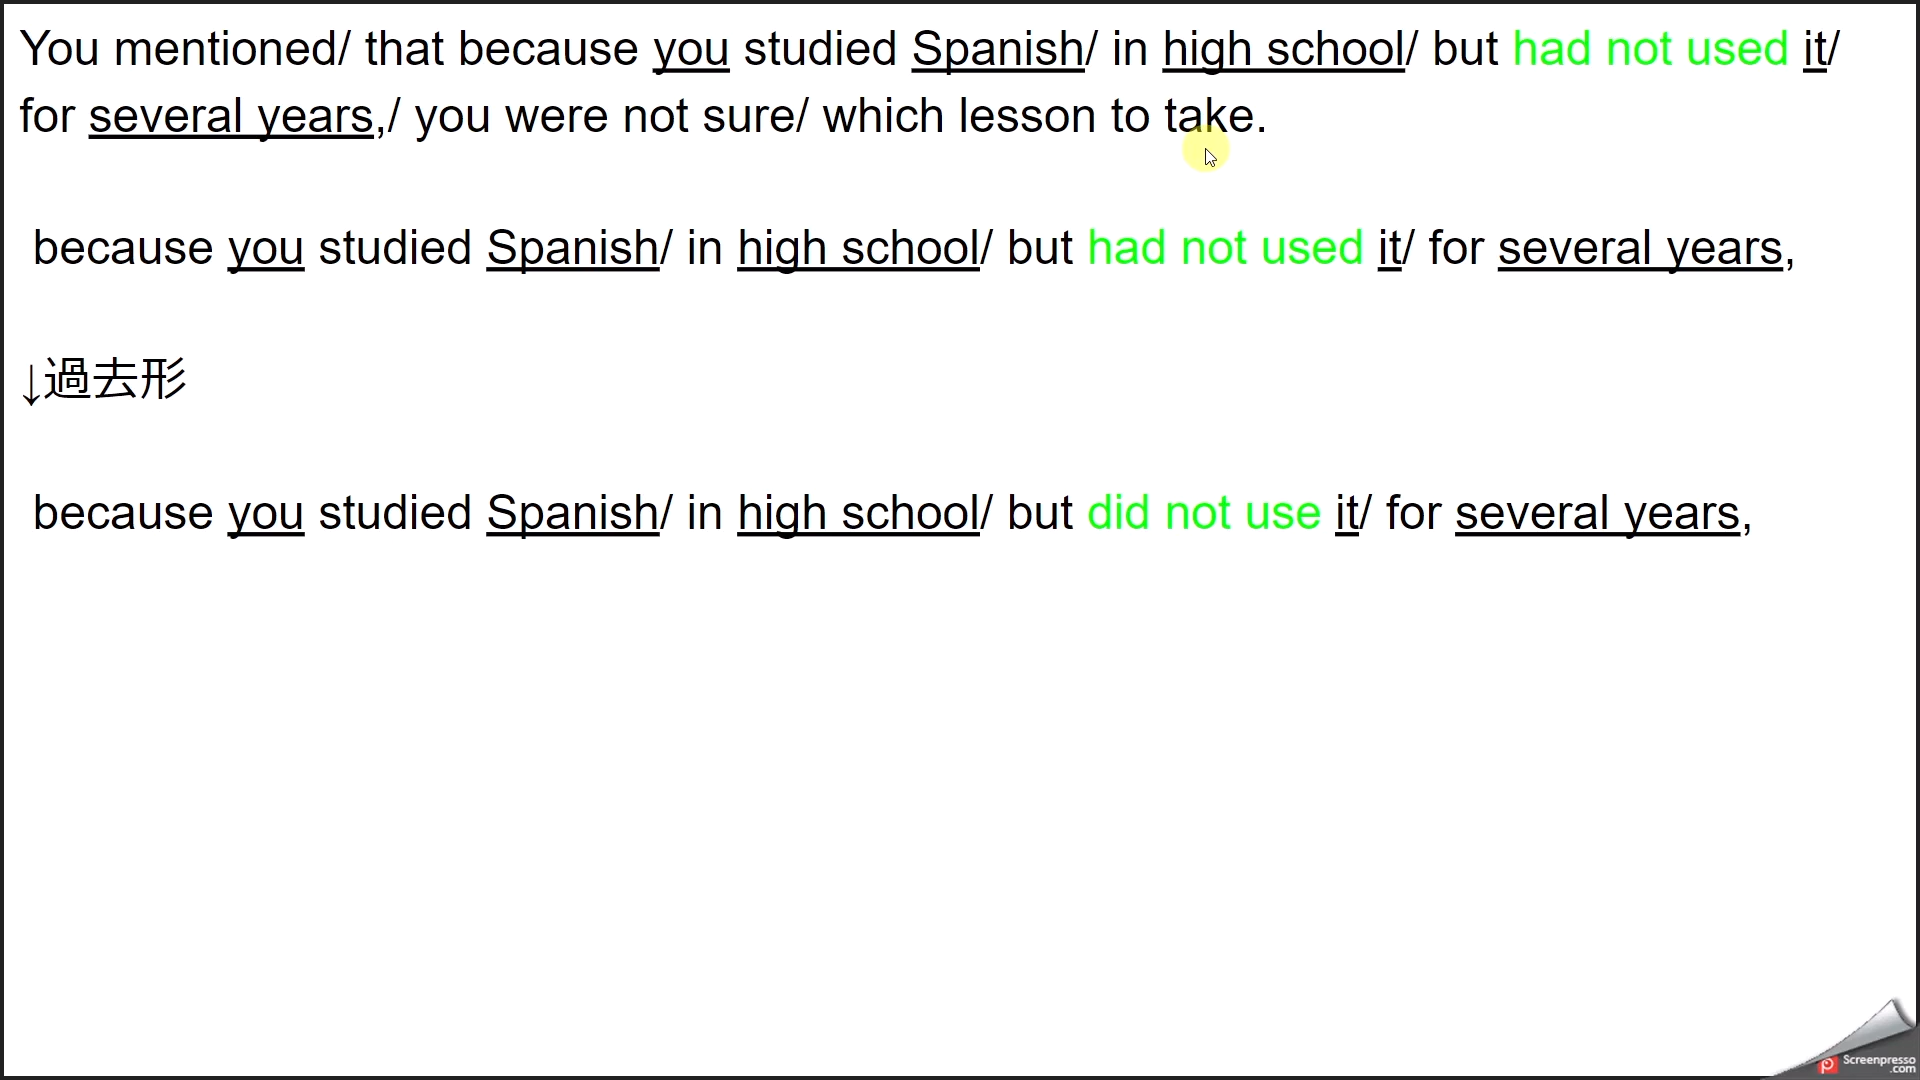 You mentioned/ that because you studied Spanish/ in high school/ but had not used it/
for several years,/ you were not sure/ which lesson to take.
because you studied Spanish/ in high school/ but had not used it/ for several years,
↓過去形
because you studied Spanish/ in high school/ but did not use it/ for several years,
Screenpresso
.com